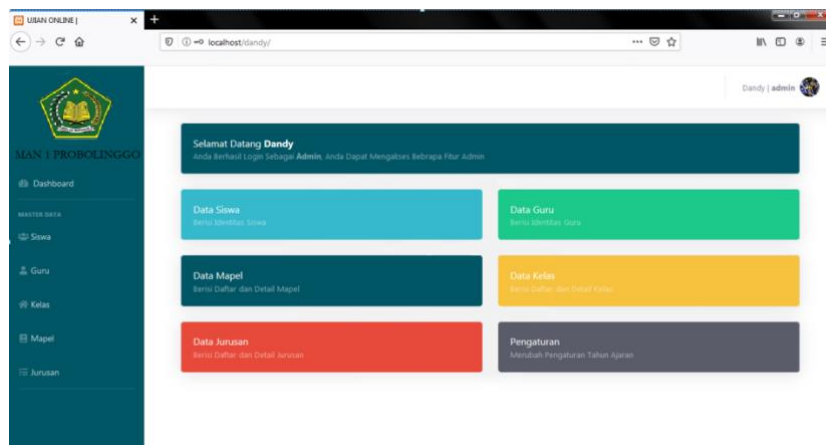 UJIAN ONLINE |
localhost/dandy/
Dandy | admin
MAN 1 PROBOLINGGO
Dashboard
MASTER DATA
Siswa
Guru
Kelas
Mapel
Jurusan
Selamat Datang Dandy
Anda Berhasil Login Sebagai Admin, Anda Dapat Mengakses Bebrapa Fitur Admin
Data Siswa
Berisi Identitas Siswa
Data Guru
Berisi Identitas Guru
Data Mapel
Berisi Daftar dan Detail Mapel
Data Kelas
Berisi Daftar dan Detail Kelas
Data Jurusan
Berisi Daftar dan Detail Jurusan
Pengaturan
Merubah Pengaturan Tahun Ajaran